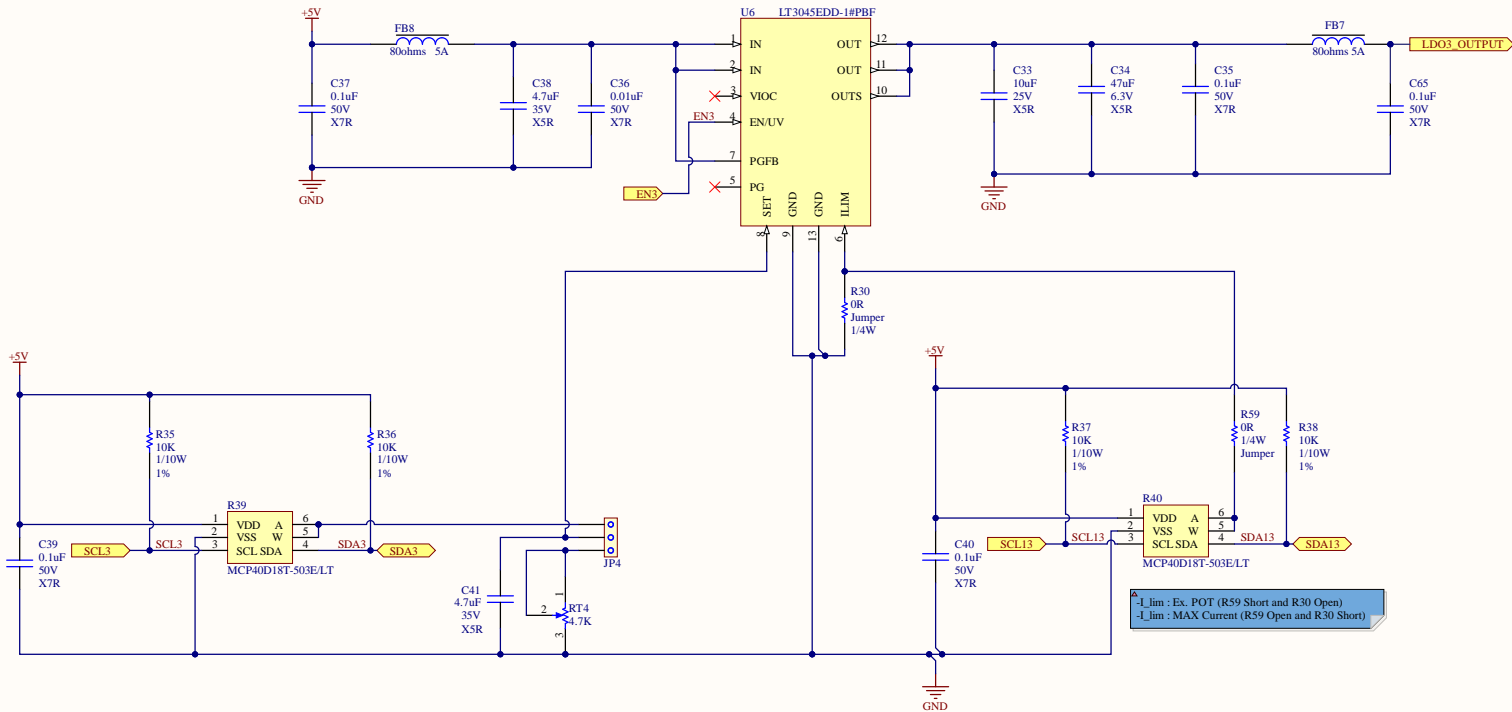 +5V
FB8
80ohms 5A
C37
0.1uF
50V
X7R
C38
4.7uF
35V
X5R
C36
0.01uF
50V
X7R
GND
U6 LT3045EDD-1#PBF
1 IN
2 IN
3 VIOC
EN3 4 EN/UV
7 PGFB
5 PG
OUT 12
OUT 11
OUTS 10
SET GND GND ILIM
8 9 13 6
EN3
FB7
80ohms 5A
LDO3_OUTPUT
C33
10uF
25V
X5R
C34
47uF
6.3V
X5R
C35
0.1uF
50V
X7R
C65
0.1uF
50V
X7R
GND
R30
0R
Jumper
1/4W
+5V
R35
10K
1/10W
1%
R36
10K
1/10W
1%
R39
1 VDD A 6
2 VSS W 5
3 SCL SDA 4
MCP40D18T-503E/LT
SCL3 SCL3
SDA3 SDA3
C39
0.1uF
50V
X7R
JP4
C41
4.7uF
35V
X5R
1
2
3
RT4
4.7K
+5V
R37
10K
1/10W
1%
R59
0R
1/4W
Jumper
R38
10K
1/10W
1%
R40
1 VDD A 6
2 VSS W 5
3 SCL SDA 4
MCP40D18T-503E/LT
SCL13 SCL13
SDA13 SDA13
C40
0.1uF
50V
X7R
-I_lim : Ex. POT (R59 Short and R30 Open)
-I_lim : MAX Current (R59 Open and R30 Short)
GND